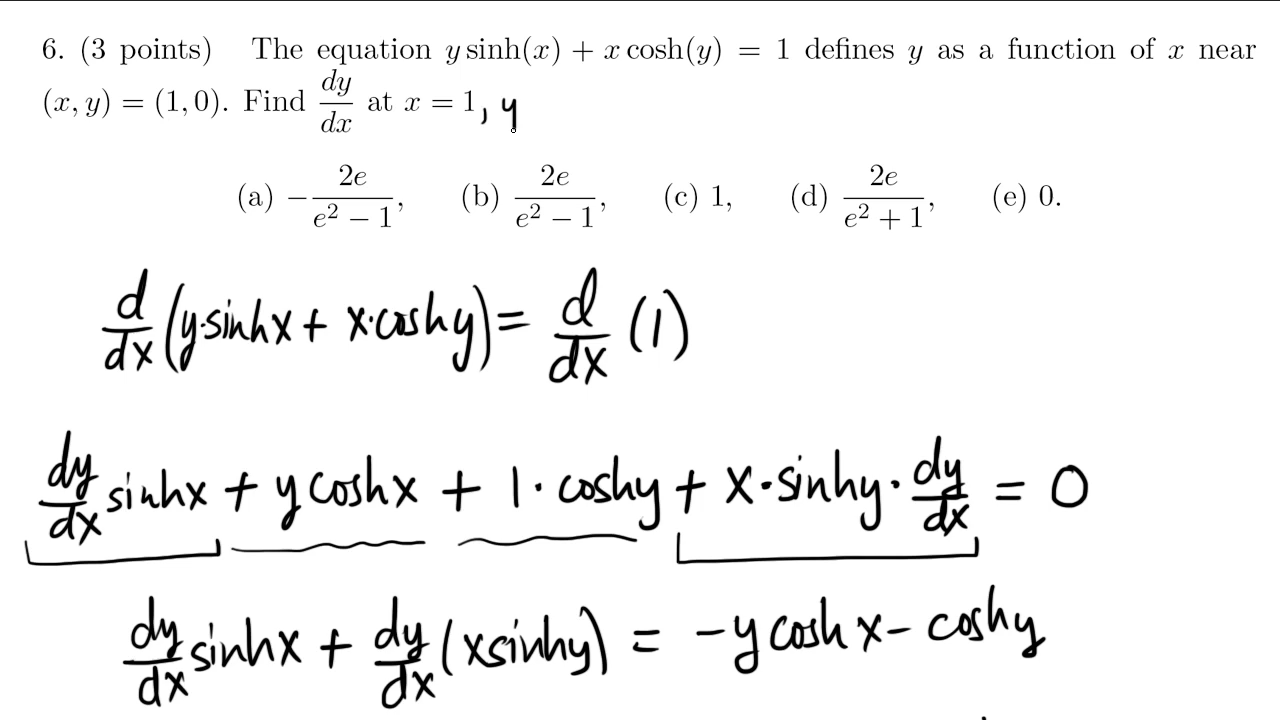 6. (3 points) The equation y sinh(x) + x cosh(y) = 1 defines y as a function of x near
(x, y) = (1, 0). Find dy/dx at x = 1, y
(a) −2e/(e² − 1), (b) 2e/(e² − 1), (c) 1, (d) 2e/(e² + 1), (e) 0.
d/dx (y·sinhx + x·coshy) = d/dx (1)
dy/dx sinhx + y coshx + 1 · coshy + x · sinhy · dy/dx = 0
dy/dx sinhx + dy/dx (xsinhy) = −y coshx − coshy